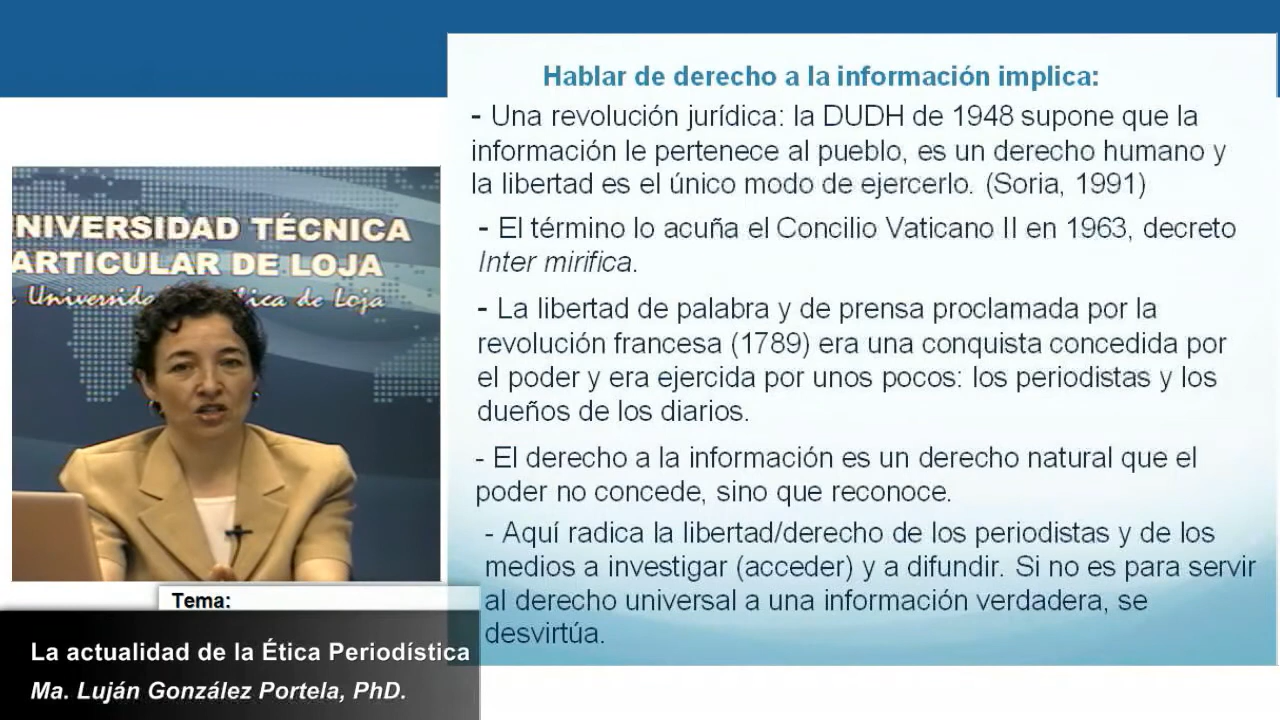 Hablar de derecho a la información implica:
- Una revolución jurídica: la DUDH de 1948 supone que la
información le pertenece al pueblo, es un derecho humano y
la libertad es el único modo de ejercerlo. (Soria, 1991)
- El término lo acuña el Concilio Vaticano II en 1963, decreto
Inter mirifica.
- La libertad de palabra y de prensa proclamada por la
revolución francesa (1789) era una conquista concedida por
el poder y era ejercida por unos pocos: los periodistas y los
dueños de los diarios.
- El derecho a la información es un derecho natural que el
poder no concede, sino que reconoce.
- Aquí radica la libertad/derecho de los periodistas y de los
medios a investigar (acceder) y a difundir. Si no es para servir
al derecho universal a una información verdadera, se
desvirtúa.
NIVERSIDAD TÉCNICA
ARTICULAR DE LOJA
de Loja
Tema:
La actualidad de la Ética Periodística
Ma. Luján González Portela, PhD.